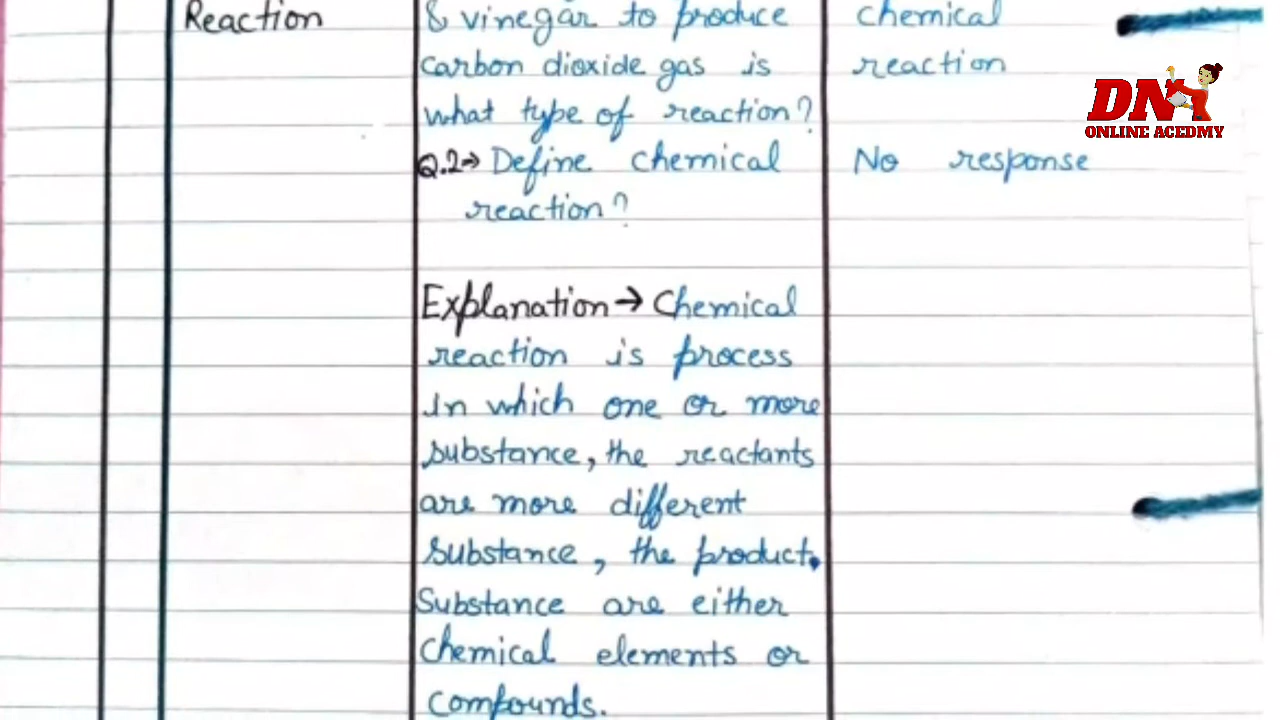 Reaction
& vinegar to produce
carbon dioxide gas is
what type of reaction?
Q.2→ Define chemical
reaction?
Explanation → Chemical
reaction is process
in which one or more
substance, the reactants
are more different
substance, the product.
Substance are either
chemical elements or
compounds.
chemical
reaction
No response
DNA
ONLINE ACEDMY